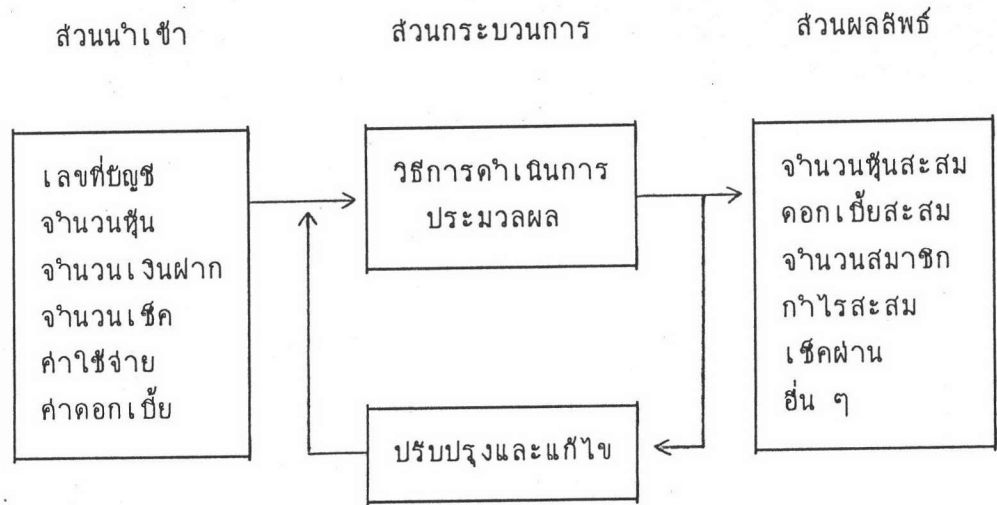 ส่วนนำเข้า
ส่วนกระบวนการ
ส่วนผลลัพธ์
เลขที่บัญชี
จำนวนหุ้น
จำนวนเงินฝาก
จำนวนเช็ค
ค่าใช้จ่าย
ค่าดอกเบี้ย
วิธีการดำเนินการ
ประมวลผล
ปรับปรุงและแก้ไข
จำนวนหุ้นสะสม
ดอกเบี้ยสะสม
จำนวนสมาชิก
กำไรสะสม
เช็คผ่าน
อื่น ๆ